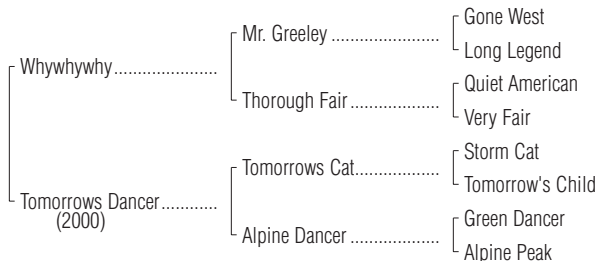 Gone West
Mr. Greeley ....................
Long Legend
Whywhywhy.....................
Quiet American
Thorough Fair ..................
Very Fair
Storm Cat
Tomorrows Cat.................
Tomorrow's Child
Tomorrows Dancer............
(2000)
Green Dancer
Alpine Dancer ..................
Alpine Peak